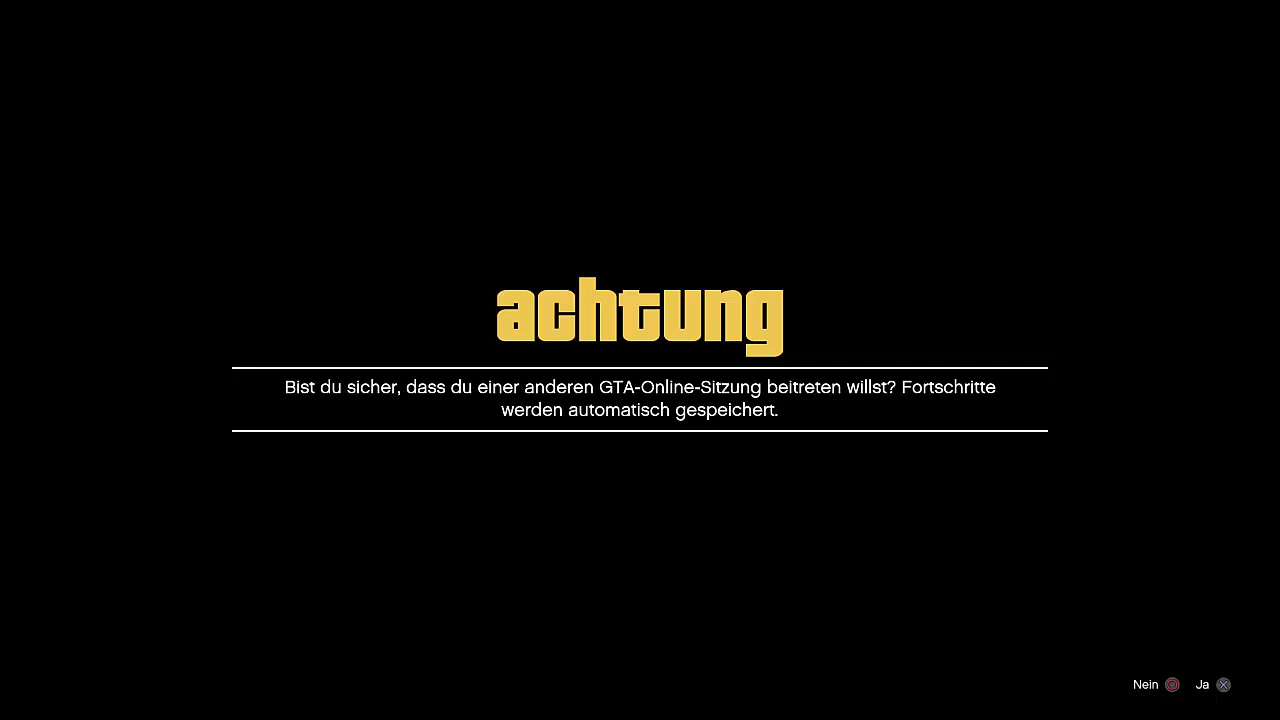 achtung
Bist du sicher, dass du einer anderen GTA-Online-Sitzung beitreten willst? Fortschritte
werden automatisch gespeichert.
Nein Ja